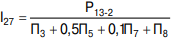 I27 = P13-2
П3 + 0,5П5 + 0,1П7 + П8